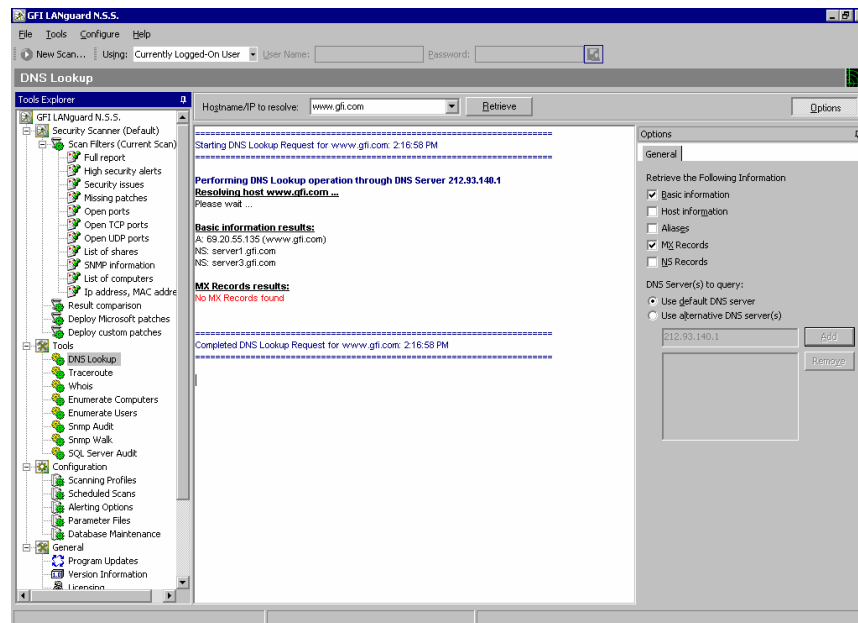 GFI LANguard N.S.S.
File Tools Configure Help
New Scan... Using: Currently Logged-On User User Name: Password:
DNS Lookup
Tools Explorer
GFI LANguard N.S.S.
Security Scanner (Default)
Scan Filters (Current Scan)
Full report
High security alerts
Security issues
Missing patches
Open ports
Open TCP ports
Open UDP ports
List of shares
SNMP information
List of computers
Ip address, MAC addre
Result comparison
Deploy Microsoft patches
Deploy custom patches
Tools
DNS Lookup
Traceroute
Whois
Enumerate Computers
Enumerate Users
Snmp Audit
Snmp Walk
SQL Server Audit
Configuration
Scanning Profiles
Scheduled Scans
Alerting Options
Parameter Files
Database Maintenance
General
Program Updates
Version Information
Licensing
Hostname/IP to resolve: www.gfi.com Retrieve
Options
Starting DNS Lookup Request for www.gfi.com: 2:16:58 PM
Performing DNS Lookup operation through DNS Server 212.93.140.1
Resolving host www.gfi.com ...
Please wait ...
Basic information results:
A: 69.20.55.135 (www.gfi.com)
NS: server1.gfi.com
NS: server3.gfi.com
MX Records results:
No MX Records found
Completed DNS Lookup Request for www.gfi.com: 2:16:58 PM
Options
General
Retrieve the Following Information
Basic information
Host information
Aliases
MX Records
NS Records
DNS Server(s) to query:
Use default DNS server
Use alternative DNS server(s)
212.93.140.1 Add
Remove